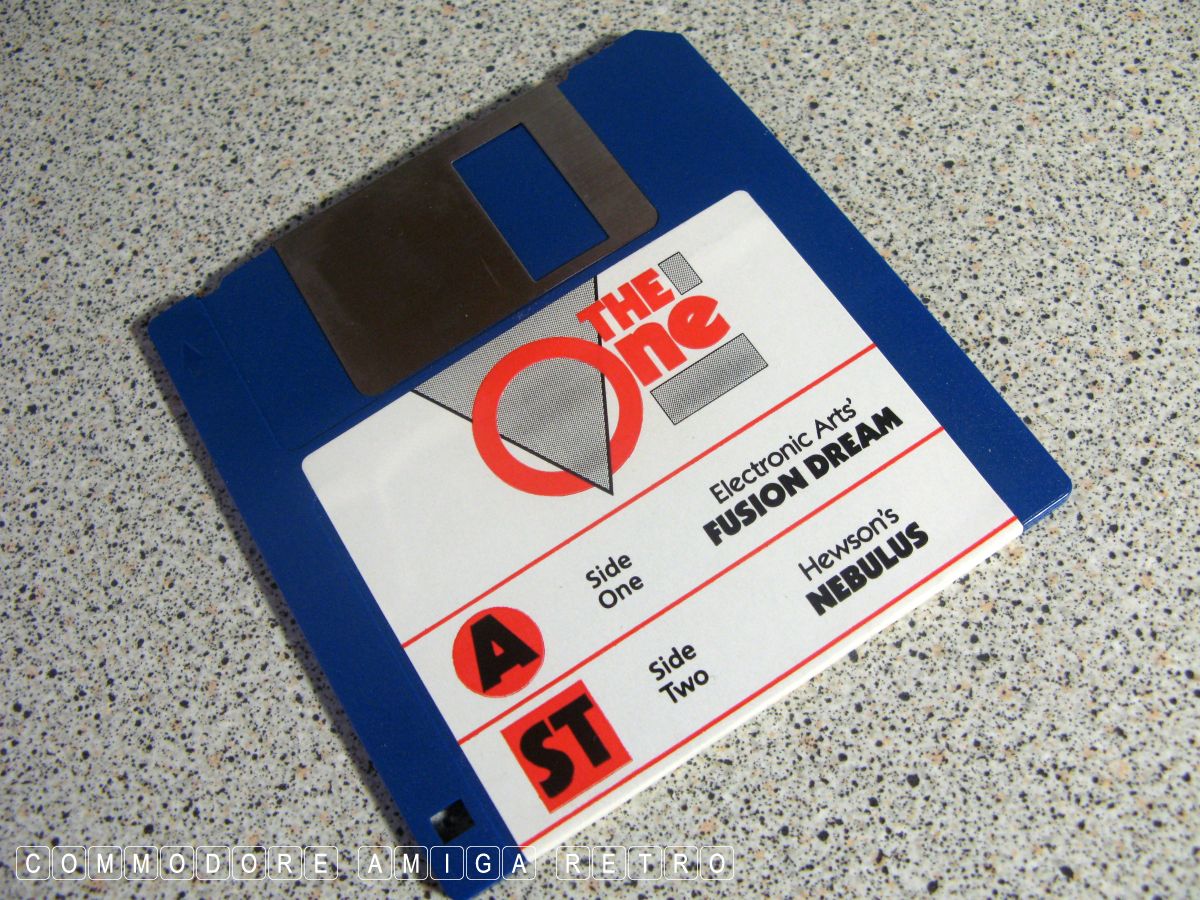 THE
One
Electronic Arts'
FUSION DREAM
Side
One
A
Hewson's
NEBULUS
Side
Two
ST
COMMODORE AMIGA RETRO